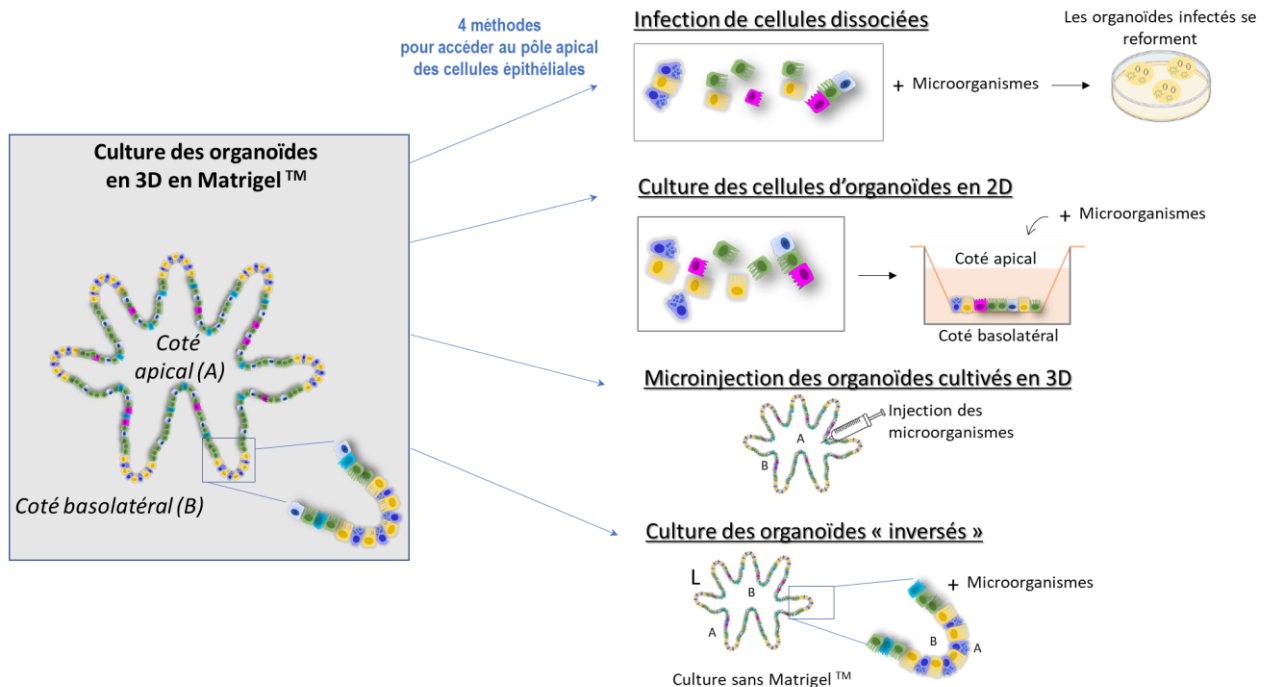 4 méthodes
pour accéder au pôle apical
des cellules épithéliales
Culture des organoïdes
en 3D en Matrigel™
Coté
apical (A)
Coté basolatéral (B)
Infection de cellules dissociées
+ Microorganismes
Les organoïdes infectés se
reforment
Culture des cellules d'organoïdes en 2D
+ Microorganismes
Coté apical
Coté basolatéral
Microinjection des organoïdes cultivés en 3D
A
B
Injection des
microorganismes
Culture des organoïdes « inversés »
L
B
A
+ Microorganismes
B
A
Culture sans Matrigel ™